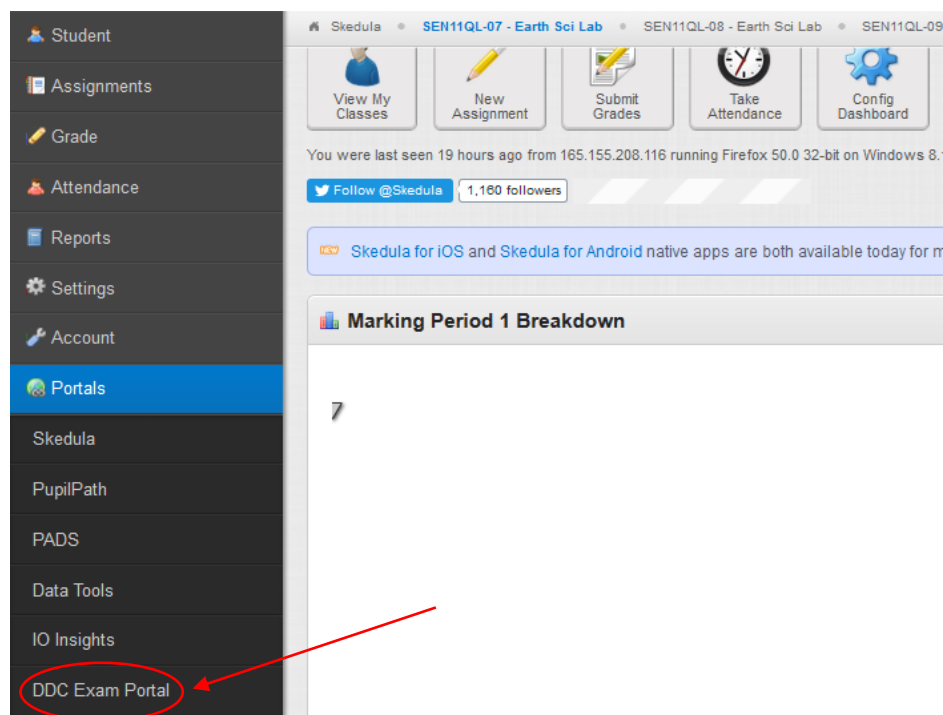 Student
Assignments
Grade
Attendance
Reports
Settings
Account
Portals
Skedula
PupilPath
PADS
Data Tools
IO Insights
DDC Exam Portal
Skedula SEN11QL-07 - Earth Sci Lab SEN11QL-08 - Earth Sci Lab SEN11QL-09
View My
Classes
New
Assignment
Submit
Grades
Take
Attendance
Config
Dashboard
You were last seen 19 hours ago from 165.155.208.116 running Firefox 50.0 32-bit on Windows 8.
Follow @Skedula 1,160 followers
NEW Skedula for iOS and Skedula for Android native apps are both available today for
Marking Period 1 Breakdown
7